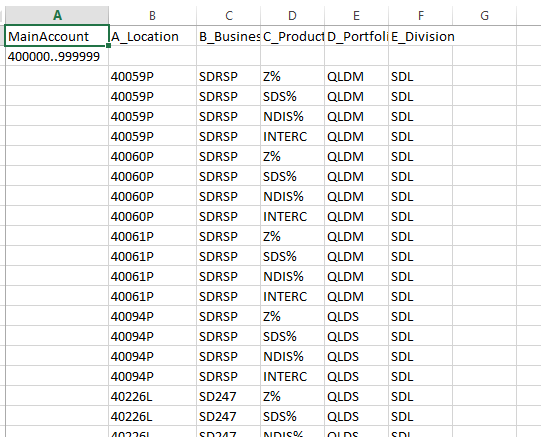 A B C D E F G
MainAccount A_Location B_Busines C_Product D_Portfoli E_Division
400000..999999
40059P SDRSP Z% QLDM SDL
40059P SDRSP SDS% QLDM SDL
40059P SDRSP NDIS% QLDM SDL
40059P SDRSP INTERC QLDM SDL
40060P SDRSP Z% QLDM SDL
40060P SDRSP SDS% QLDM SDL
40060P SDRSP NDIS% QLDM SDL
40060P SDRSP INTERC QLDM SDL
40061P SDRSP Z% QLDM SDL
40061P SDRSP SDS% QLDM SDL
40061P SDRSP NDIS% QLDM SDL
40061P SDRSP INTERC QLDM SDL
40094P SDRSP Z% QLDS SDL
40094P SDRSP SDS% QLDS SDL
40094P SDRSP NDIS% QLDS SDL
40094P SDRSP INTERC QLDS SDL
40226L SD247 Z% QLDS SDL
40226L SD247 SDS% QLDS SDL
40226L SD247 NDIS% QLDS SDL